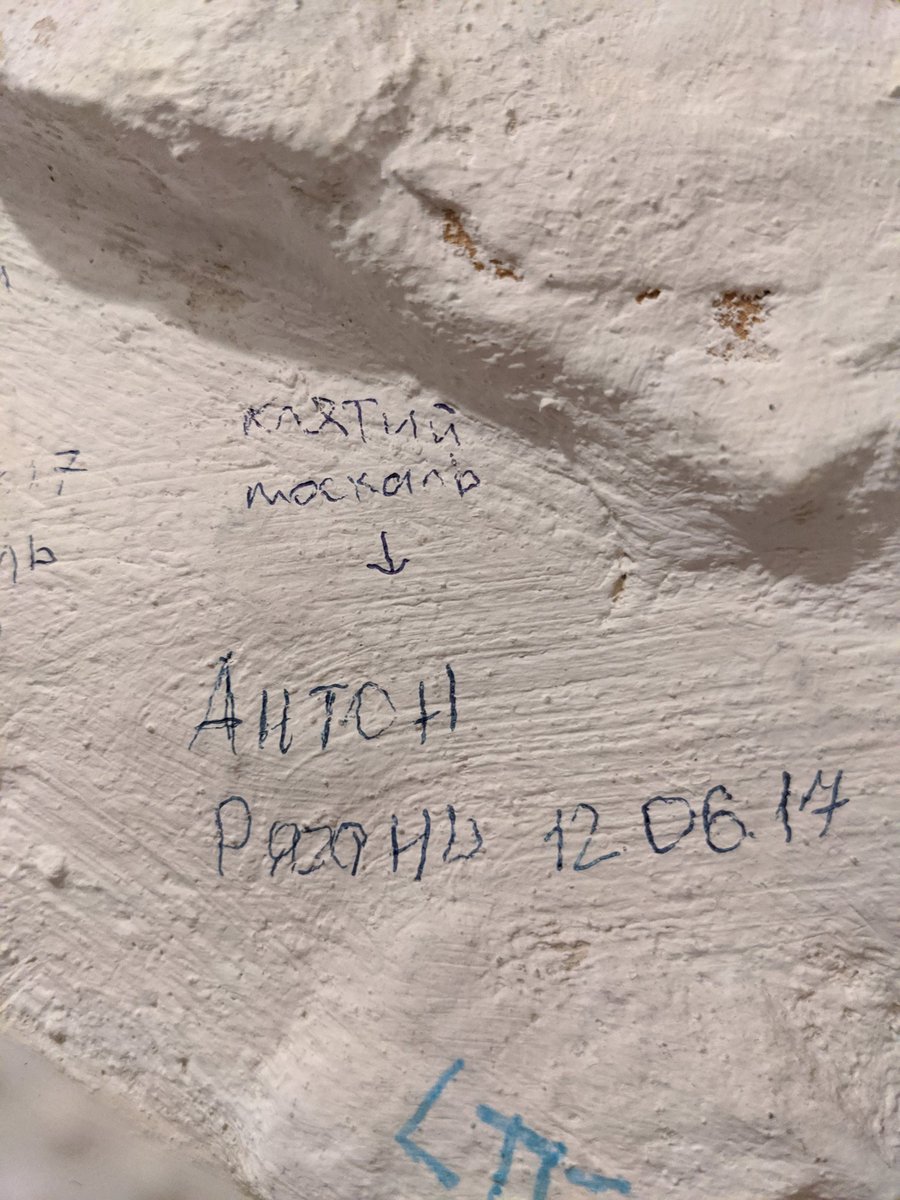 клятий
москаль
↓
Антон
Рязань 12.06.17